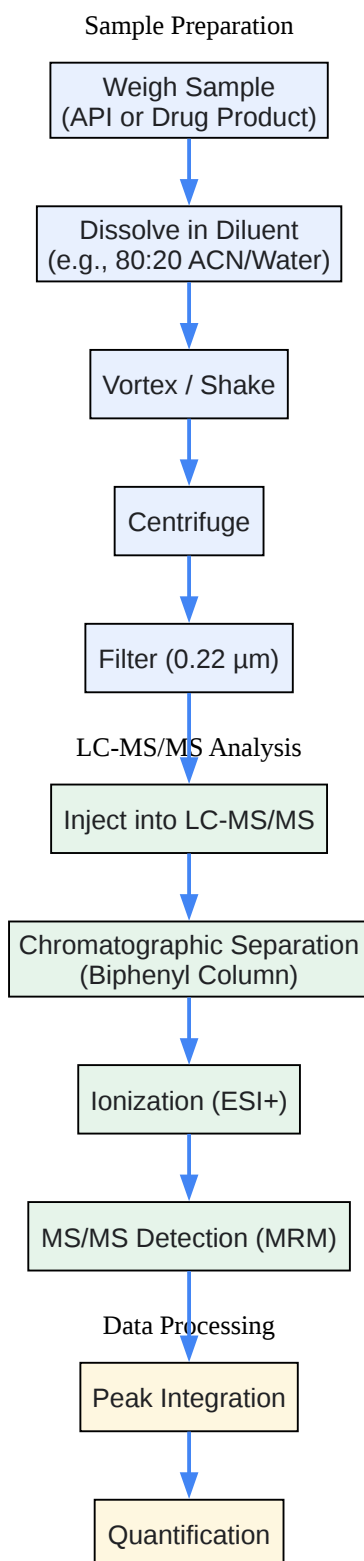 Sample Preparation
Weigh Sample
(API or Drug Product)
Dissolve in Diluent
(e.g., 80:20 ACN/Water)
Vortex / Shake
Centrifuge
Filter (0.22 µm)
LC-MS/MS Analysis
Inject into LC-MS/MS
Chromatographic Separation
(Biphenyl Column)
Ionization (ESI+)
MS/MS Detection (MRM)
Data Processing
Peak Integration
Quantification